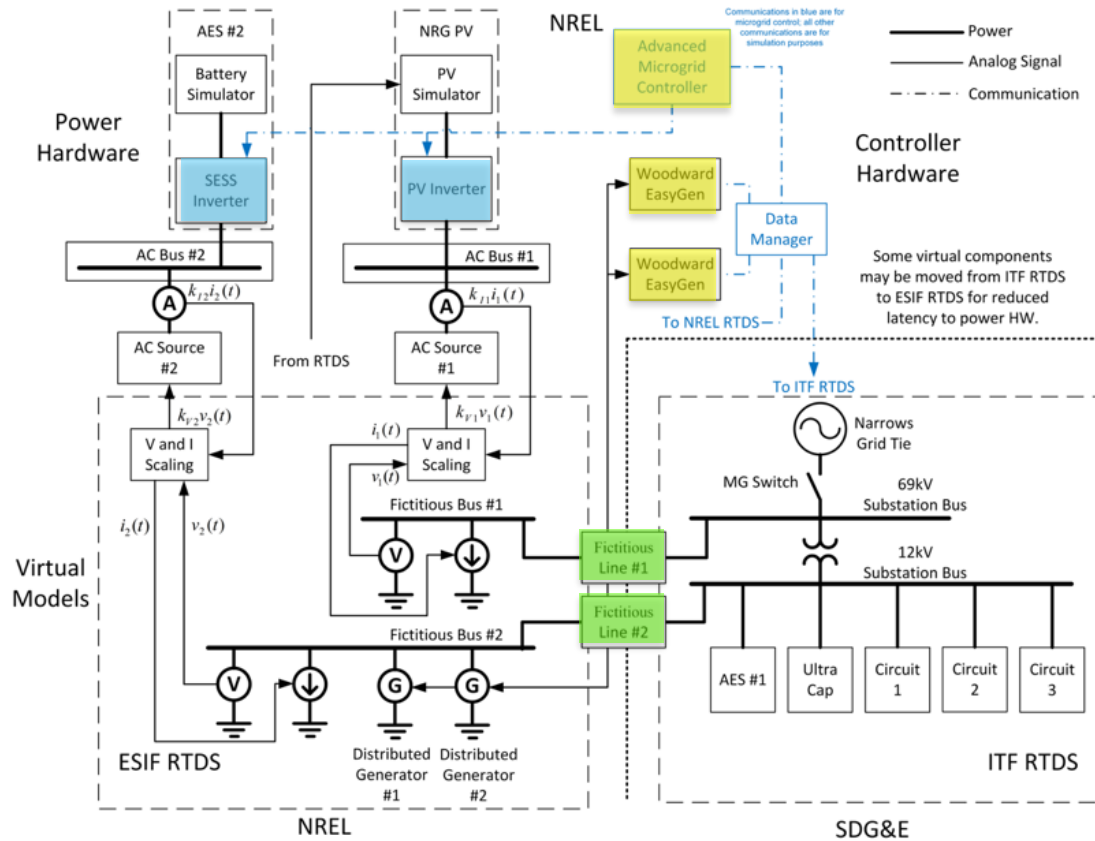 AES #2
NRG PV
NREL
Communications in blue are for
microgrid control; all other
communications are for
simulation purposes
Power
Analog Signal
Communication
Battery
Simulator
PV
Simulator
Advanced
Microgrid
Controller
Power
Hardware
Controller
Hardware
SESS
Inverter
PV Inverter
Woodward
EasyGen
Data
Manager
Woodward
EasyGen
AC Bus #2
AC Bus #1
Some virtual components
may be moved from ITF RTDS
to ESIF RTDS for reduced
latency to power HW.
A
k_{I2}i_2(t)
A
k_{I1}i_1(t)
To NREL RTDS
From RTDS
AC Source
#2
AC Source
#1
To ITF RTDS
k_{V2}v_2(t)
k_{V1}v_1(t)
V and I
Scaling
i_1(t)
v_1(t)
V and I
Scaling
Narrows
Grid Tie
MG Switch
69kV
Substation Bus
i_2(t)
v_2(t)
Fictitious Bus #1
V
Fictitious
Line #1
12kV
Substation Bus
Virtual
Models
Fictitious Bus #2
Fictitious
Line #2
V
G
G
AES #1
Ultra
Cap
Circuit
1
Circuit
2
Circuit
3
ESIF RTDS
Distributed
Generator
#1
Distributed
Generator
#2
ITF RTDS
NREL
SDG&E